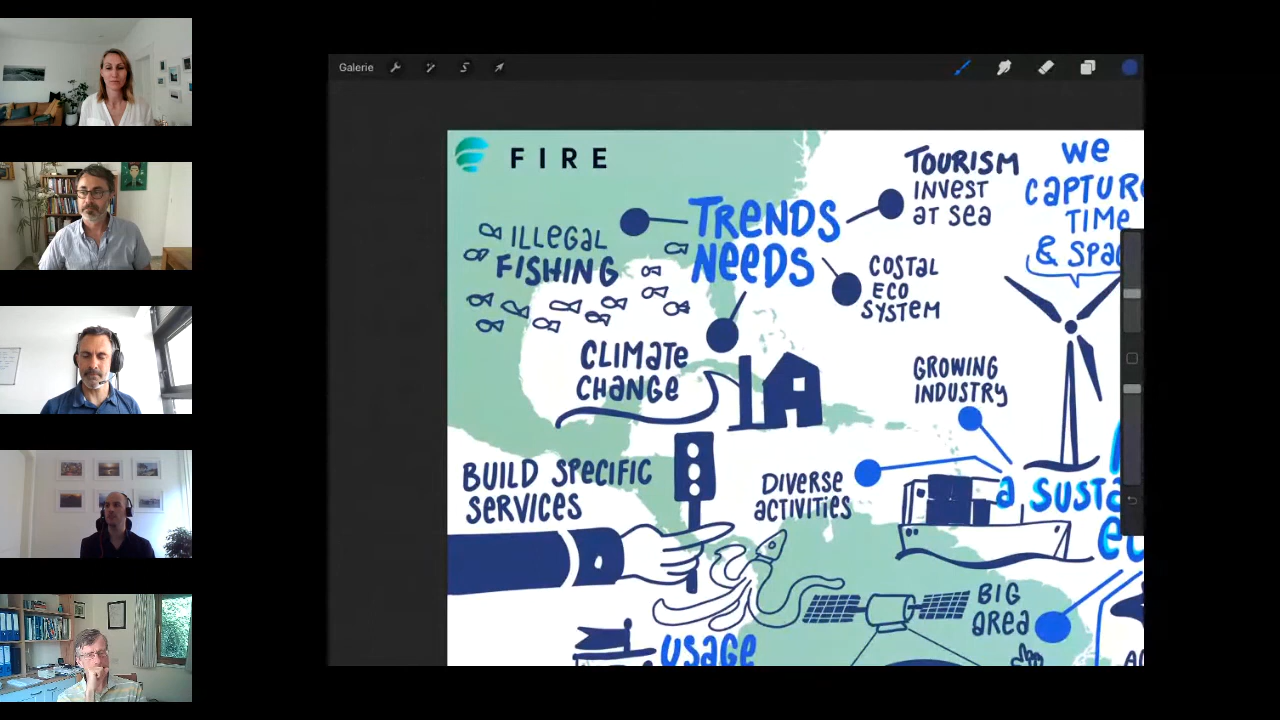 Galerie
FIRE
TRENDS
NEEDS
ILLEGAL
FISHING
TOURISM
INVEST
AT SEA
COSTAL
ECO
SYSTEM
we
CAPTURE
TIME
& SPA
CLIMATE
CHANGE
GROWING
INDUSTRY
BUILD SPECIFIC
SERVICES
DIVERSE
ACTIVITIES
a SUSTA
BIG
AREA
USAGE